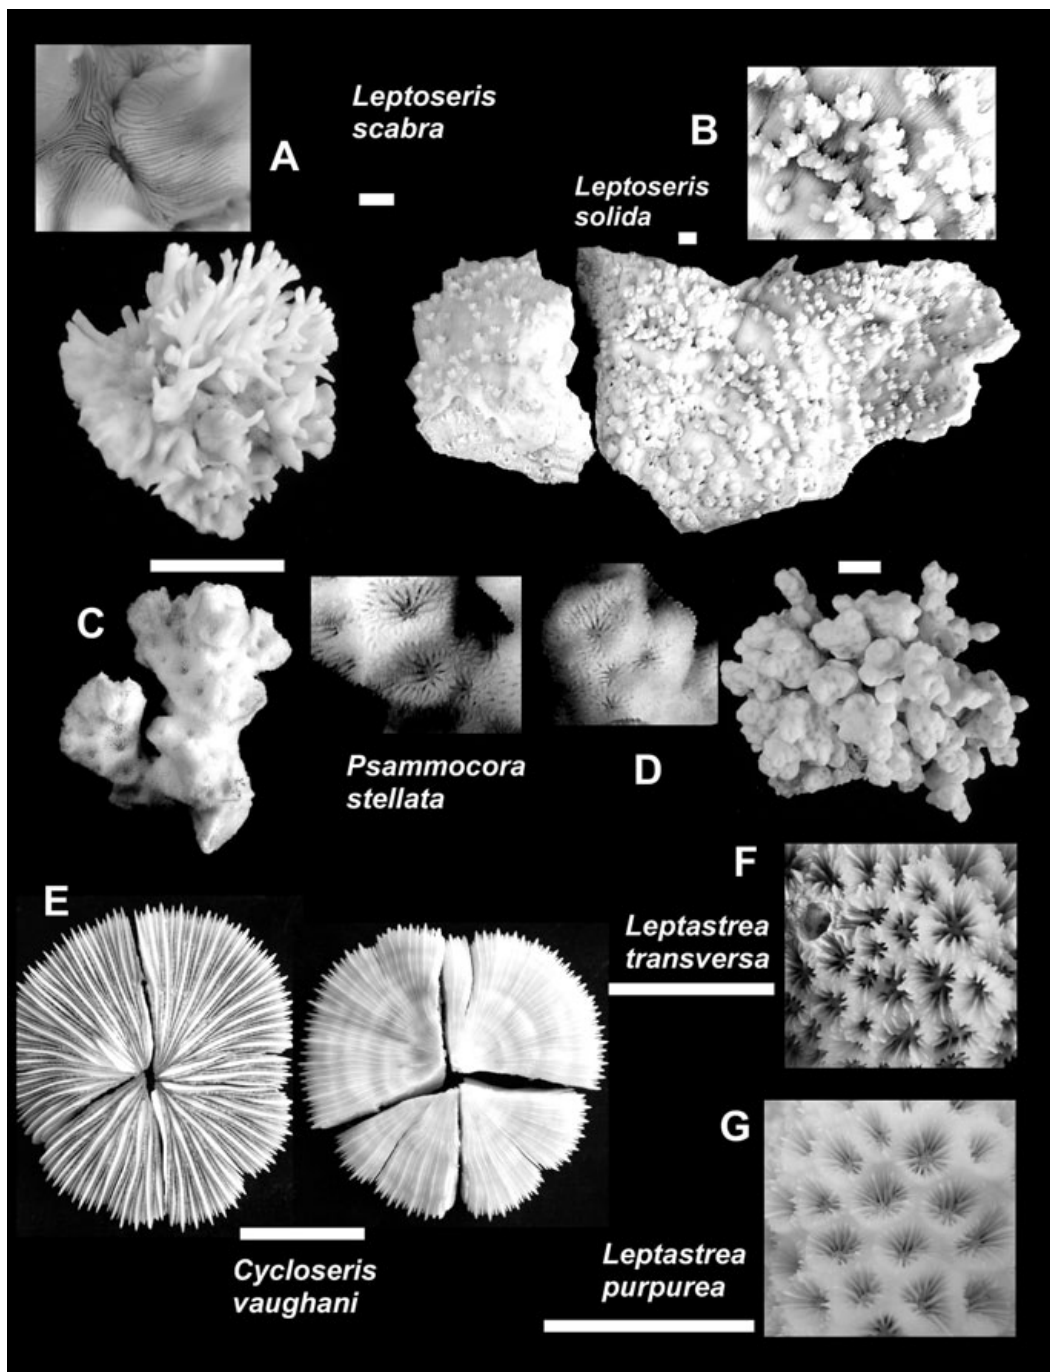 Leptoseris
scabra
A
B
Leptoseris
solida
C
Psammocora
stellata
D
E
F
Leptastrea
transversa
G
Cycloseris
vaughani
Leptastrea
purpurea